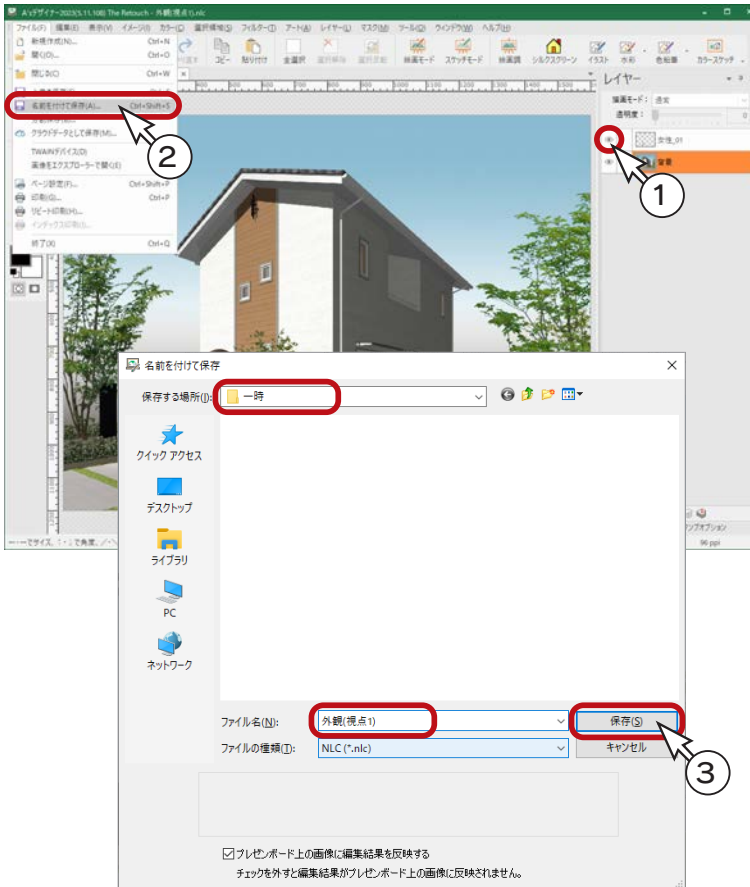 A'sデザイナー2023(5.11.108) The Retouch - 外観(視点1).nlc
ファイル(F) 編集(E) 表示(V) イメージ(I) カラー(C) 選択領域(S) フィルター(D) アート(A) レイヤー(L) マスク(M) ツール(Q) ウィンドウ(W) ヘルプ(H)
新規作成(N)... Ctrl+N
開く(O)... Ctrl+O
閉じる(C) Ctrl+W
名前を付けて保存(A)... Ctrl+Shift+S
クラウドデータとして保存(M)...
TWAINデバイス(D)
画像をエクスプローラーで開く(E)
ページ設定(F)... Ctrl+Shift+P
印刷(G)... Ctrl+P
リピート印刷(H)...
インデックス印刷(I)...
終了(X) Ctrl+Q
コピー 貼り付け 全選択 選択解除 選択反転 絵画モード スケッチモード 絵画調 シルクスクリーン イラスト 水彩 色鉛筆 カラースケッチ
レイヤー
描画モード: 通常
透明度: 0
女性_01
背景
1
2
名前を付けて保存
保存する場所(I): 一時
クイック アクセス
デスクトップ
ライブラリ
PC
ネットワーク
ファイル名(N): 外観(視点1) 保存(S)
ファイルの種類(T): NLC (*.nlc) キャンセル
3
プレゼンボード上の画像に編集結果を反映する
チェックを外すと編集結果がプレゼンボード上の画像に反映されません。
96 ppi